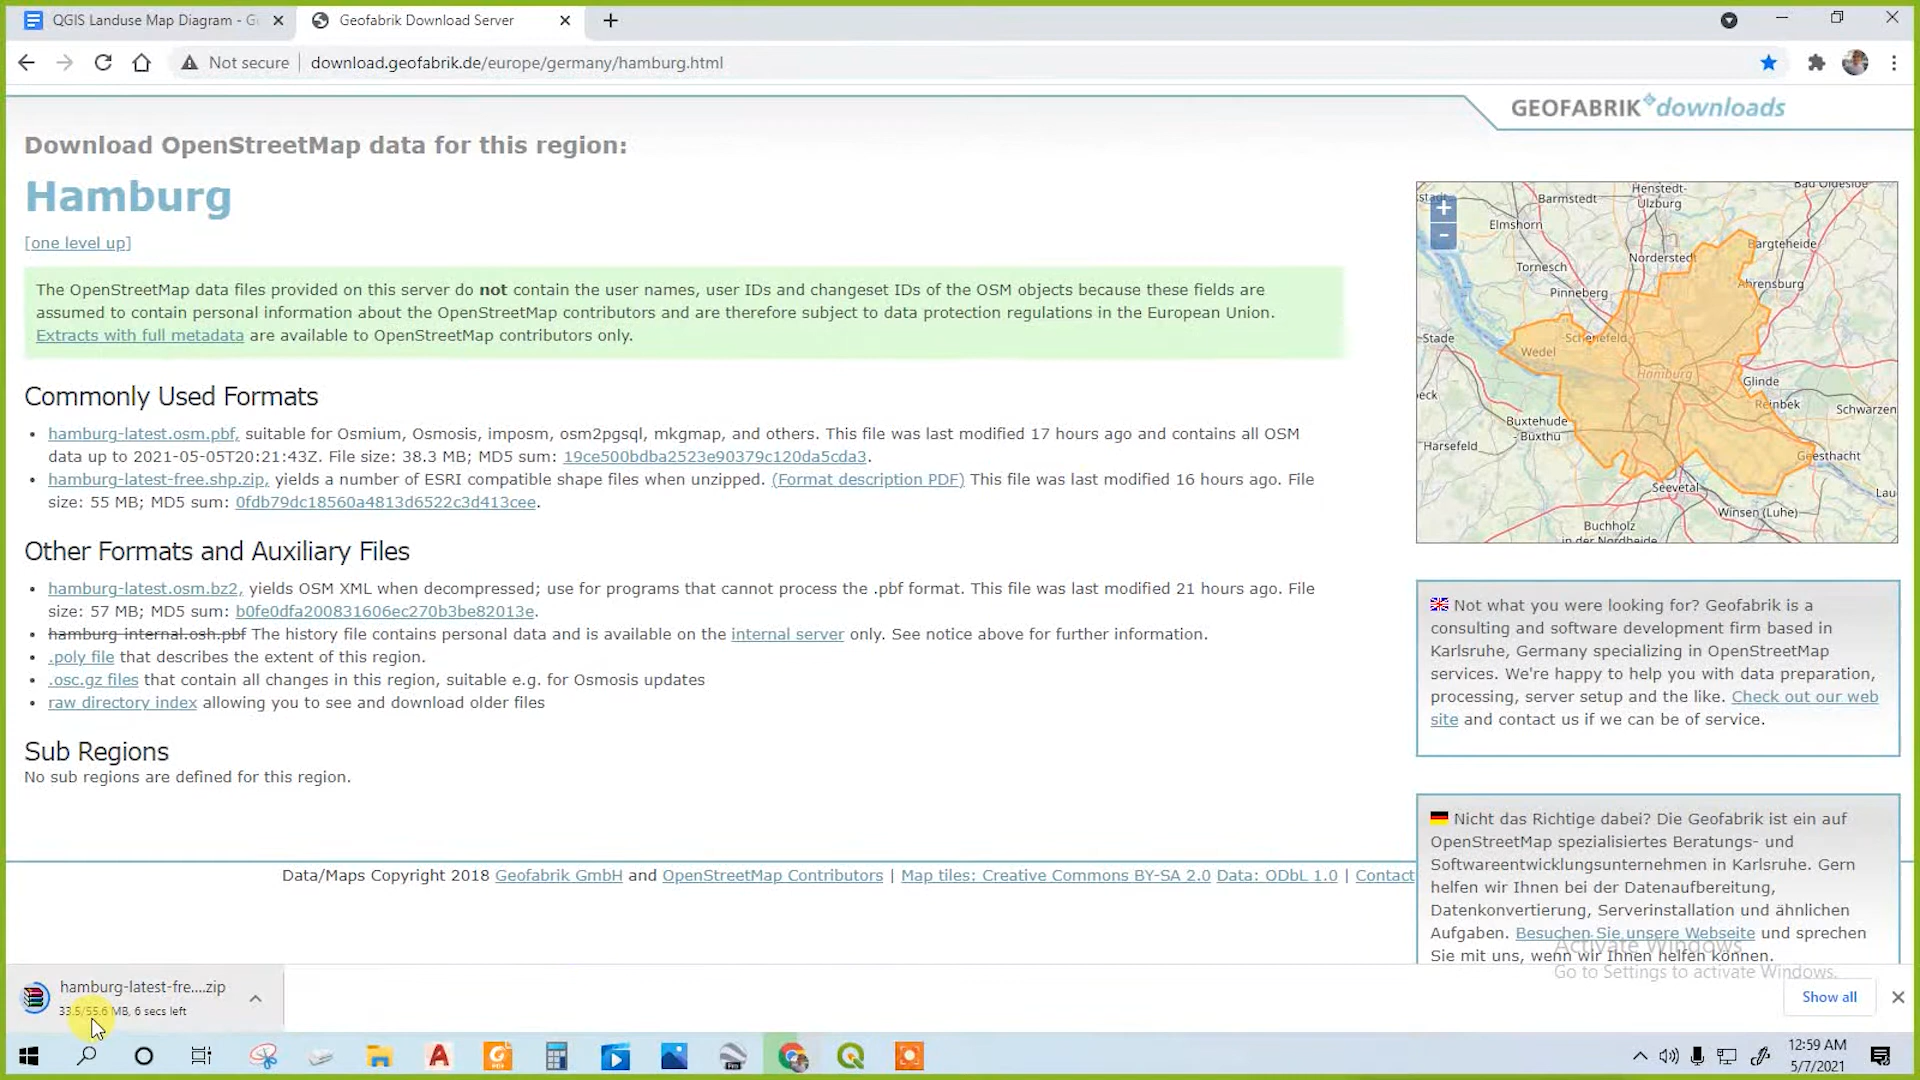 QGIS Landuse Map Diagram - G
Geofabrik Download Server
Not secure
download.geofabrik.de/europe/germany/hamburg.html
GEOFABRIK downloads
Download OpenStreetMap data for this region:
Hamburg
[one level up]
The OpenStreetMap data files provided on this server do not contain the user names, user IDs and changeset IDs of the OSM objects because these fields are
assumed to contain personal information about the OpenStreetMap contributors and are therefore subject to data protection regulations in the European Union.
Extracts with full metadata are available to OpenStreetMap contributors only.
Commonly Used Formats
• hamburg-latest.osm.pbf, suitable for Osmium, Osmosis, imposm, osm2pgsql, mkgmap, and others. This file was last modified 17 hours ago and contains all OSM
data up to 2021-05-05T20:21:43Z. File size: 38.3 MB; MD5 sum: 19ce500bdba2523e90379c120da5cda3.
• hamburg-latest-free.shp.zip, yields a number of ESRI compatible shape files when unzipped. (Format description PDF) This file was last modified 16 hours ago. File
size: 55 MB; MD5 sum: 0fdb79dc18560a4813d6522c3d413cee.
Other Formats and Auxiliary Files
• hamburg-latest.osm.bz2, yields OSM XML when decompressed; use for programs that cannot process the .pbf format. This file was last modified 21 hours ago. File
size: 57 MB; MD5 sum: b0fe0dfa200831606ec270b3be82013e.
• hamburg-internal.osh.pbf The history file contains personal data and is available on the internal server only. See notice above for further information.
• .poly file that describes the extent of this region.
• .osc.gz files that contain all changes in this region, suitable e.g. for Osmosis updates
• raw directory index allowing you to see and download older files
Sub Regions
No sub regions are defined for this region.
+
-
Bad Oldesloe
Barmstedt
Henstedt-
Ulzburg
Elmshorn
Bargteheide
Norderstedt
Tornesch
Ahrensburg
Pinneberg
Stade
Schenefeld
Wedel
Hamburg
Glinde
Reinbek
Schwarzen
Buxtehude
- Buxthu
Harsefeld
Geesthacht
Seevetal
Lau
Winsen (Luhe)
Buchholz
in der Nordheide
Not what you were looking for? Geofabrik is a
consulting and software development firm based in
Karlsruhe, Germany specializing in OpenStreetMap
services. We're happy to help you with data preparation,
processing, server setup and the like. Check out our web
site and contact us if we can be of service.
Nicht das Richtige dabei? Die Geofabrik ist ein auf
OpenStreetMap spezialisiertes Beratungs- und
Softwareentwicklungsunternehmen in Karlsruhe. Gern
helfen wir Ihnen bei der Datenaufbereitung,
Datenkonvertierung, Serverinstallation und ähnlichen
Aufgaben. Besuchen Sie unsere Webseite und sprechen
Sie mit uns, wenn wir Ihnen helfen können.
Data/Maps Copyright 2018 Geofabrik GmbH and OpenStreetMap Contributors | Map tiles: Creative Commons BY-SA 2.0 Data: ODbL 1.0 | Contact
Activate Windows
Go to Settings to activate Windows.
hamburg-latest-fre....zip
33.5/55.6 MB, 6 secs left
Show all
12:59 AM
5/7/2021